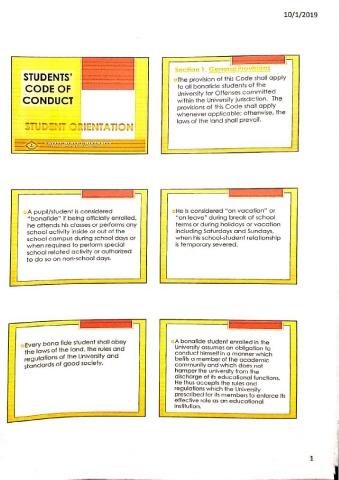 10/1/2019
STUDENTS'
CODE OF
CONDUCT
STUDENT ORIENTATION
Section 1. General Provisions
The provision of this Code shall apply
to all bonafide students of the
University for Offenses committed
within the University jurisdiction. The
provisions of this Code shall apply
whenever applicable; otherwise, the
laws of the land shall prevail.
A pupil/student is considered
"bonafide" if being officially enrolled,
he attends his classes or performs any
school activity inside or out of the
school campus during school days or
when required to perform special
school related activity or authorized
to do so on non-school days.
He is considered "on vacation" or
"on leave" during break of school
terms or during holidays or vacation
including Saturdays and Sundays,
when his school-student relationship
is temporary severed.
Every bona fide student shall obey
the laws of the land, the rules and
regulations of the University and
standards of good society.
A bonafide student enrolled in the
University assumes an obligation to
conduct himself in a manner which
befits a member of the academic
community and which does not
hamper the university from the
discharge of its educational functions.
He thus accepts the rules and
regulations which the University
prescribed for its members to enforce its
effective role as an educational
institution.
1